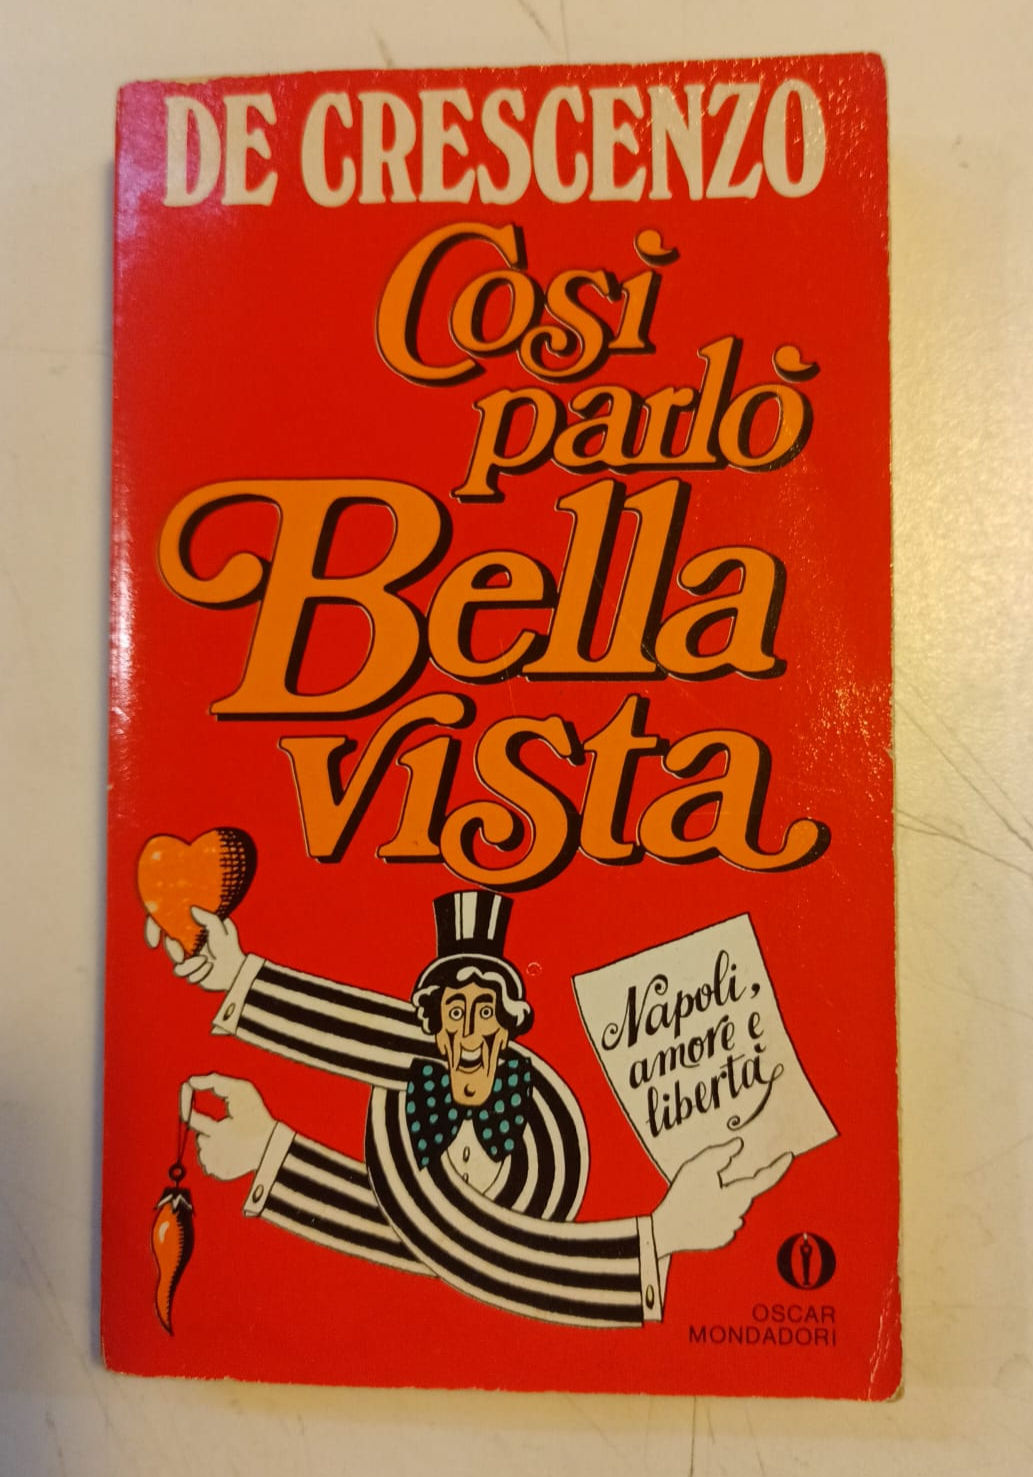 DE CRESCENZO
Così
parlò
Bella
vista
Napoli,
amore e
libertà
OSCAR
MONDADORI